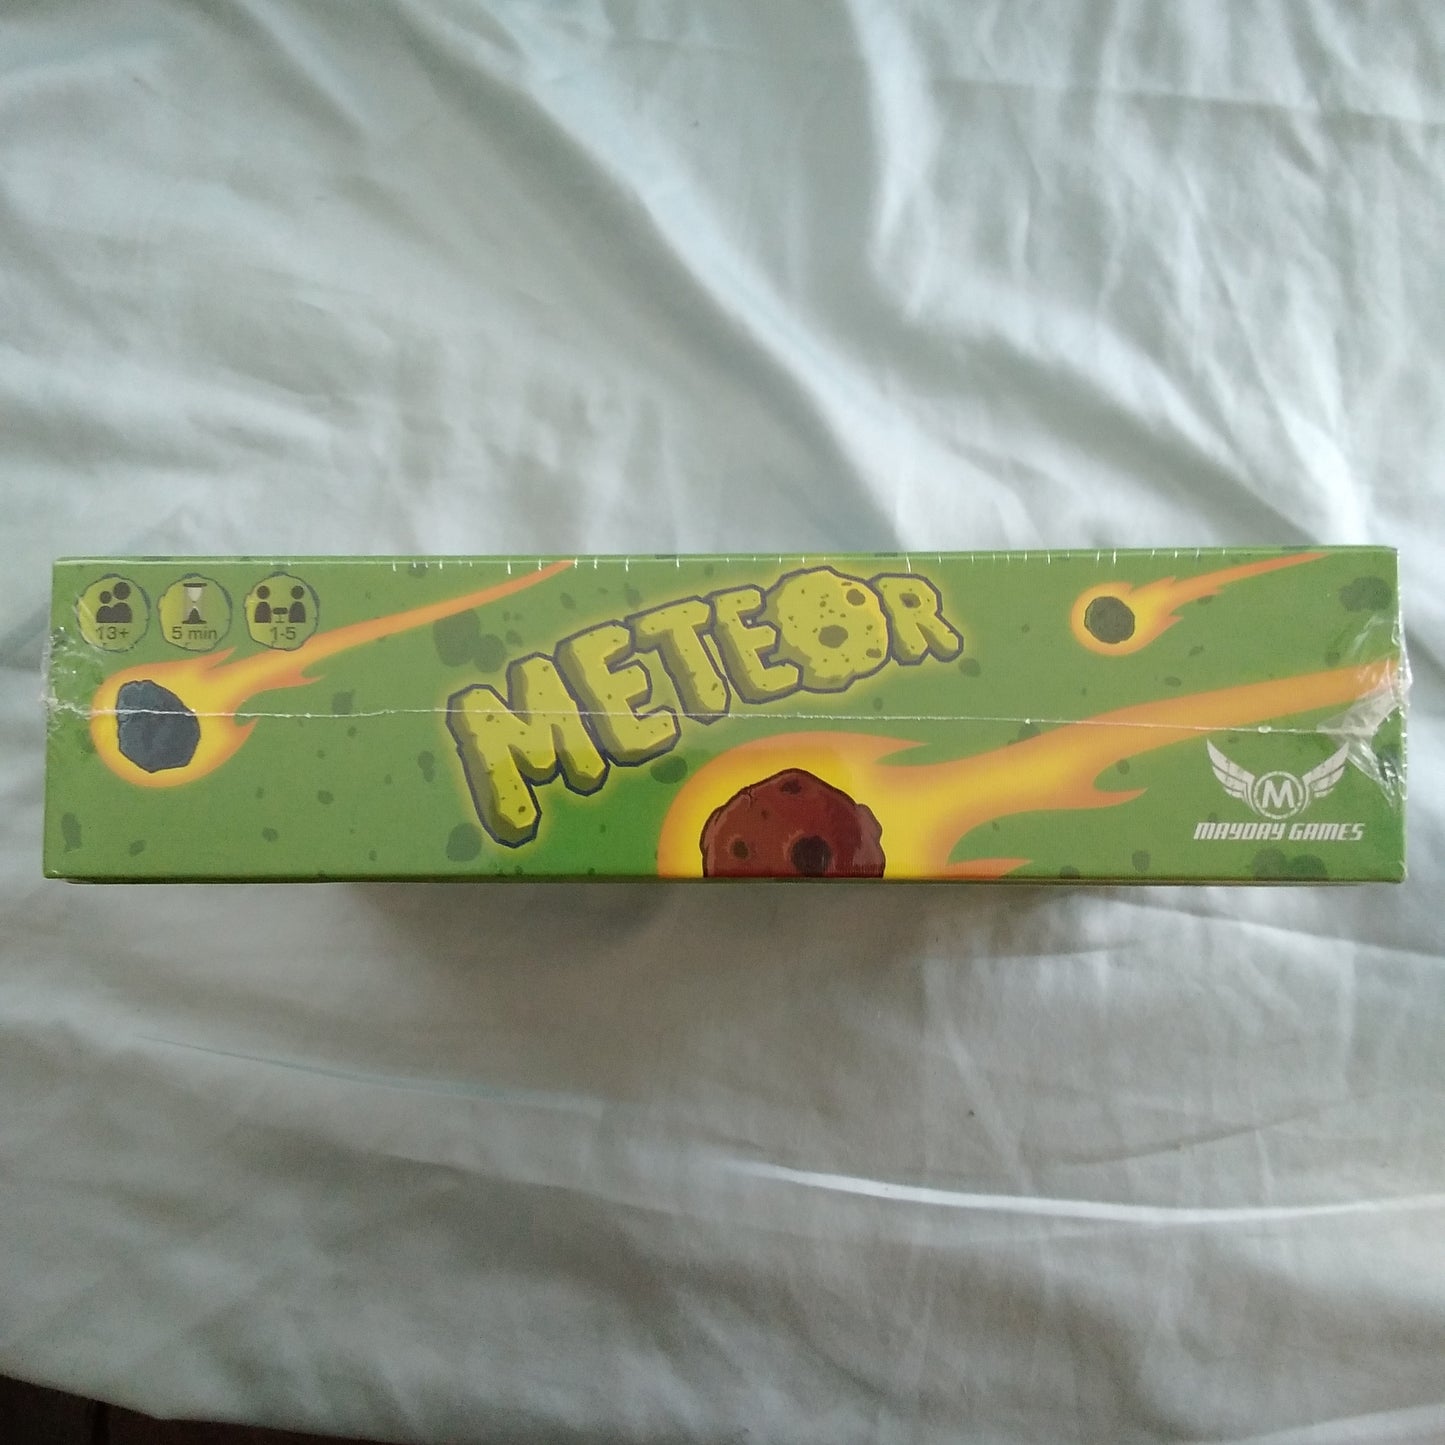 13+
5 min
1-5
METEOR
M
MAYDAY GAMES